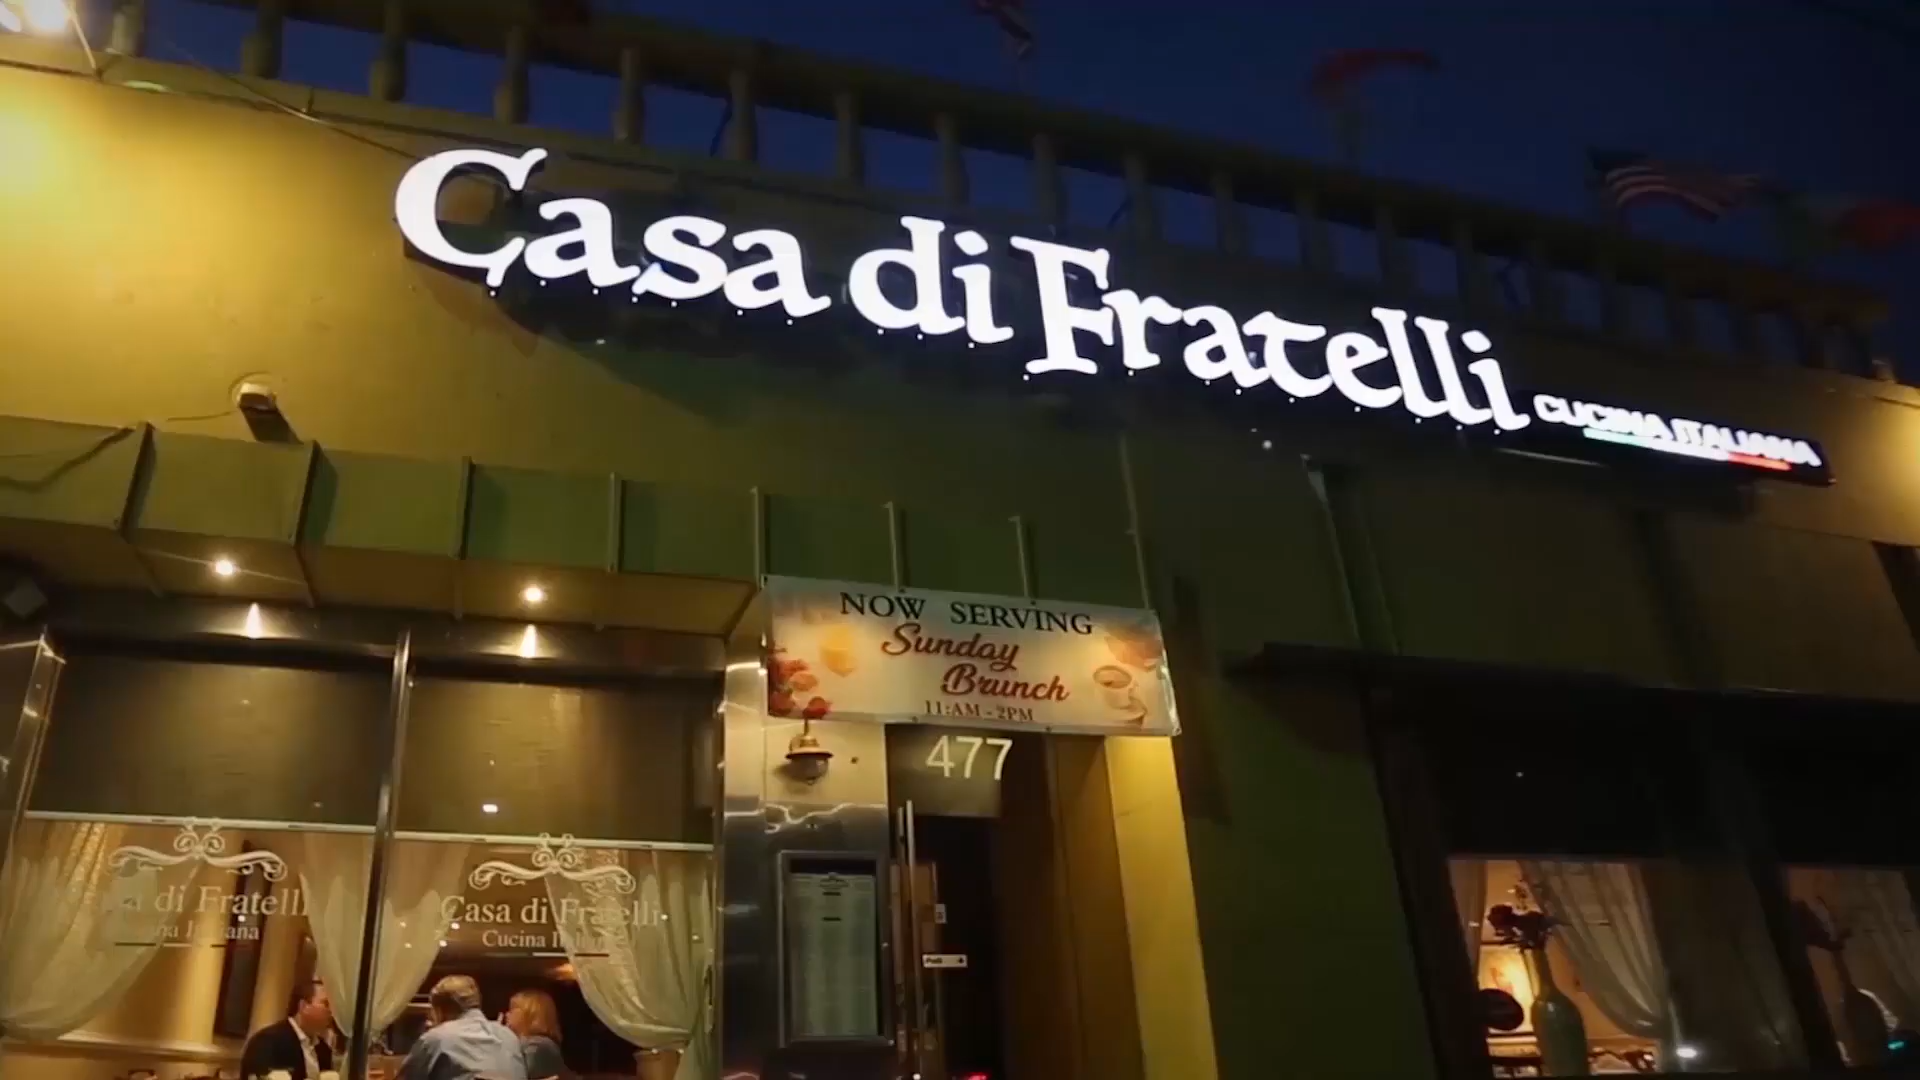 Casa di Fratelli
CUCINA ITALIANA
NOW SERVING
Sunday
Brunch
11:AM - 2PM
477
di Fratelli
Casa di Fratelli
Cucina